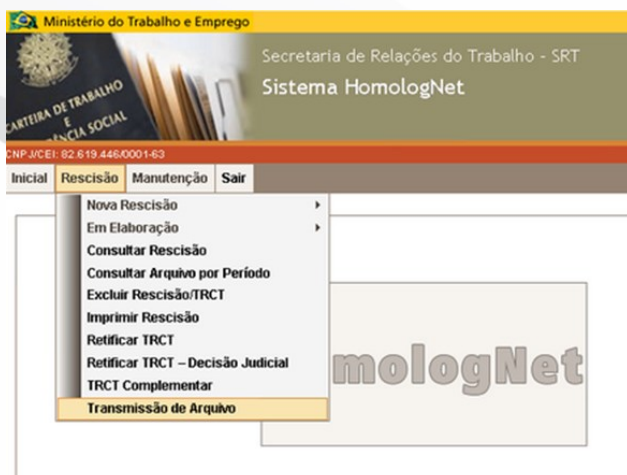 Ministério do Trabalho e Emprego
Secretaria de Relações do Trabalho - SRT
Sistema HomologNet
CARTEIRA DE TRABALHO
E
PREVIDÊNCIA SOCIAL
CNPJ/CEI: 82.619.446/0001-63
Inicial Rescisão Manutenção Sair
Nova Rescisão
Em Elaboração
Consultar Rescisão
Consultar Arquivo por Período
Excluir Rescisão/TRCT
Imprimir Rescisão
Retificar TRCT
Retificar TRCT – Decisão Judicial
TRCT Complementar
Transmissão de Arquivo
mologNet